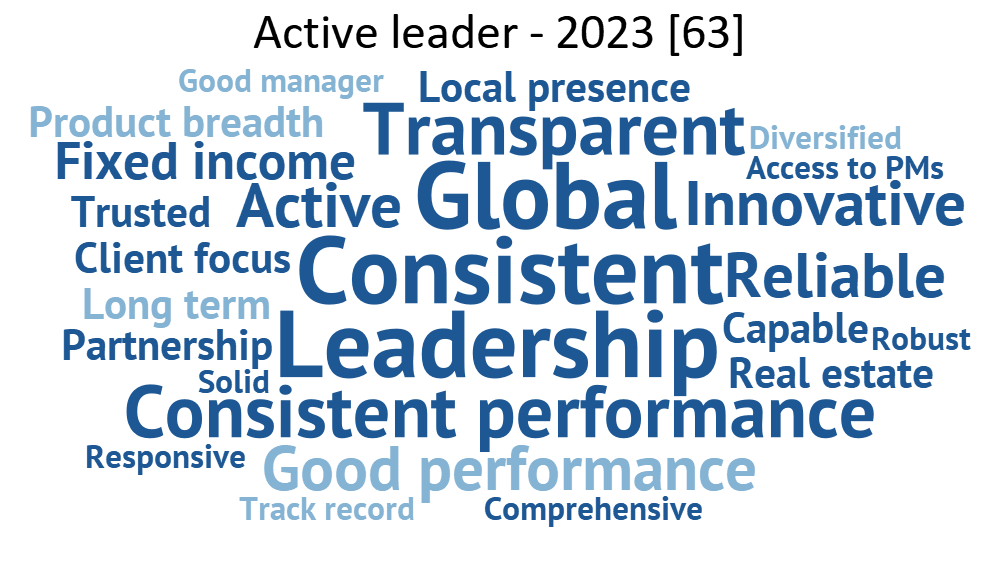 Active leader - 2023 [63]
Good manager
Local presence
Product breadth
Transparent
Diversified
Fixed income
Access to PMs
Trusted
Active
Global
Innovative
Client focus
Consistent
Reliable
Long term
Partnership
Leadership
Capable
Robust
Solid
Real estate
Consistent performance
Responsive
Good performance
Track record
Comprehensive